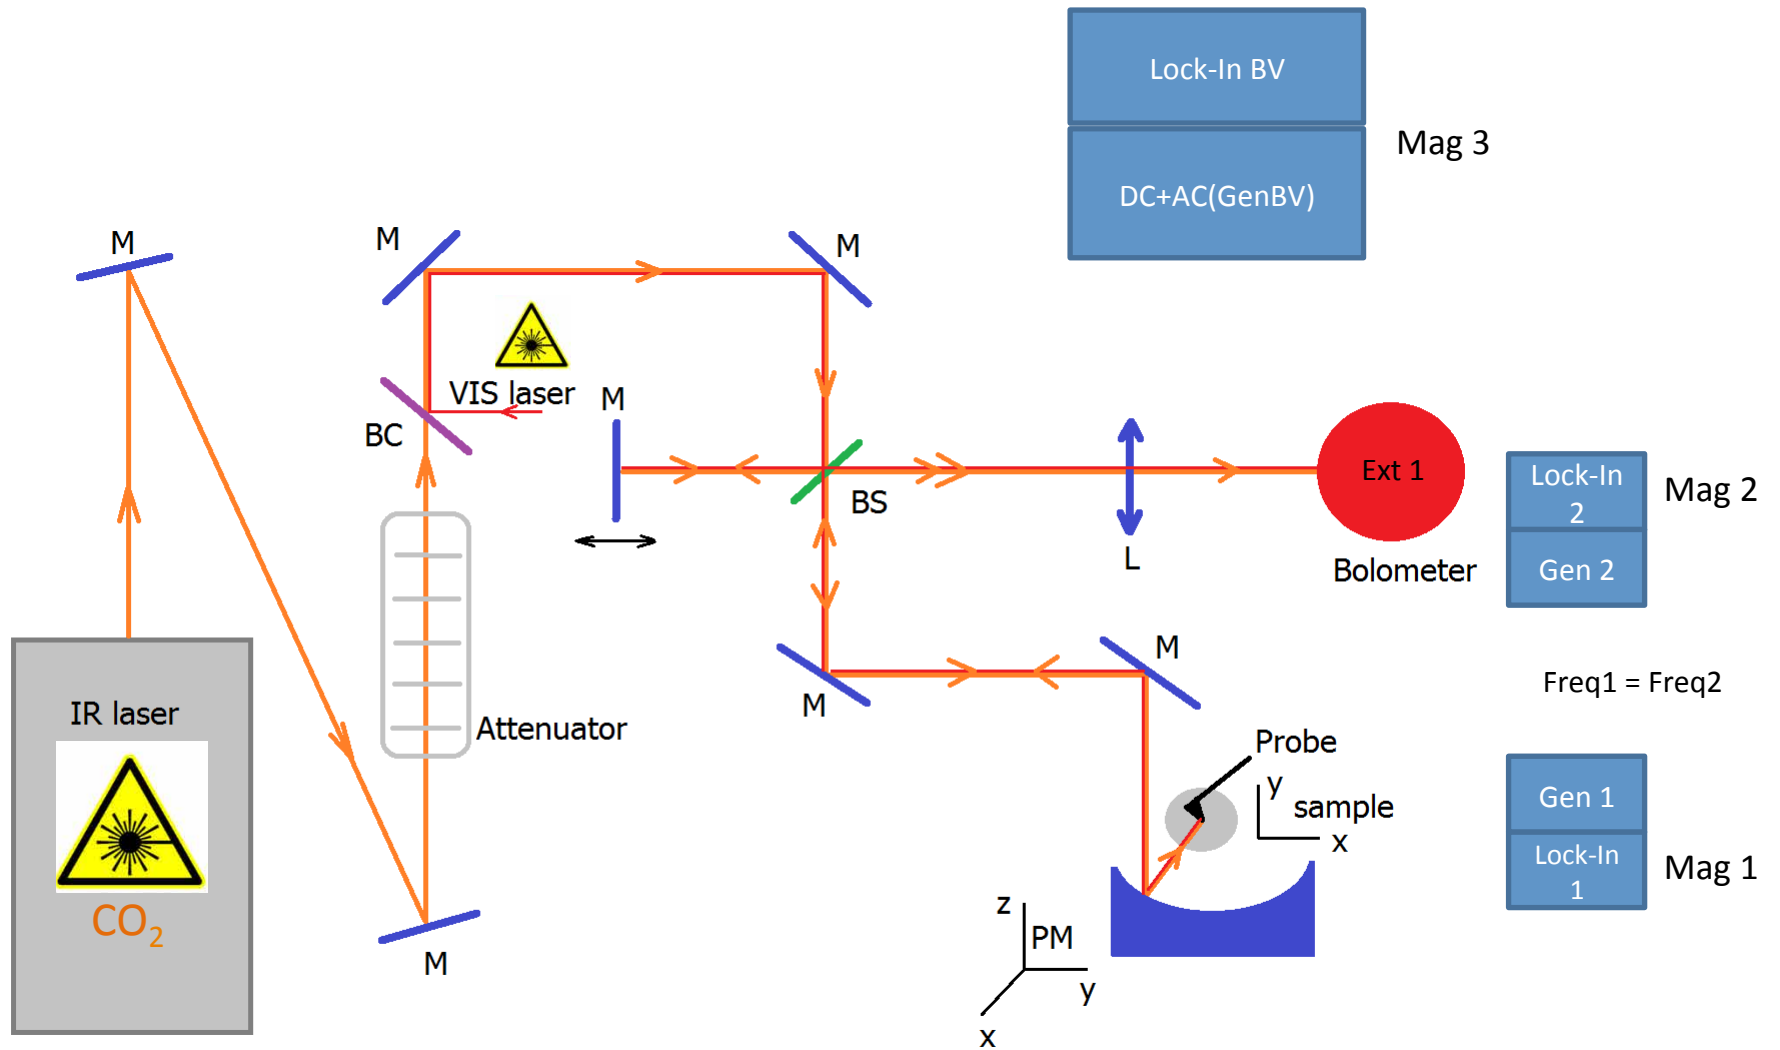 Lock-In BV
Mag 3
DC+AC(GenBV)
M
M
M
VIS laser
M
BC
BS
Ext 1
L
Bolometer
Lock-In
2
Mag 2
Gen 2
IR laser
CO2
Attenuator
M
M
M
Freq1 = Freq2
Probe
y
sample
x
Gen 1
Lock-In
1
Mag 1
z
PM
y
x